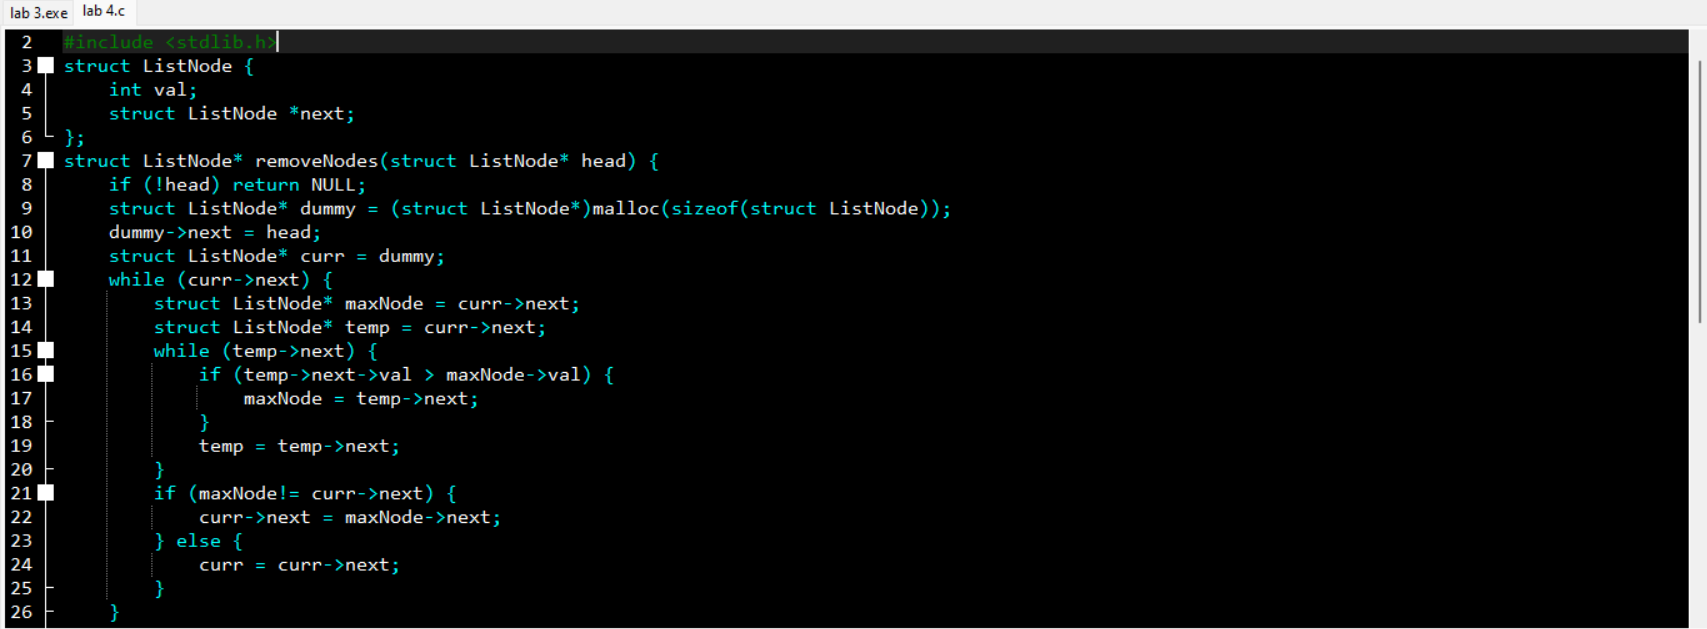 lab 3.exe lab 4.c
2 #include <stdlib.h>
3 struct ListNode {
4 int val;
5 struct ListNode *next;
6 };
7 struct ListNode* removeNodes(struct ListNode* head) {
8 if (!head) return NULL;
9 struct ListNode* dummy = (struct ListNode*)malloc(sizeof(struct ListNode));
10 dummy->next = head;
11 struct ListNode* curr = dummy;
12 while (curr->next) {
13 struct ListNode* maxNode = curr->next;
14 struct ListNode* temp = curr->next;
15 while (temp->next) {
16 if (temp->next->val > maxNode->val) {
17 maxNode = temp->next;
18 }
19 temp = temp->next;
20 }
21 if (maxNode!= curr->next) {
22 curr->next = maxNode->next;
23 } else {
24 curr = curr->next;
25 }
26 }